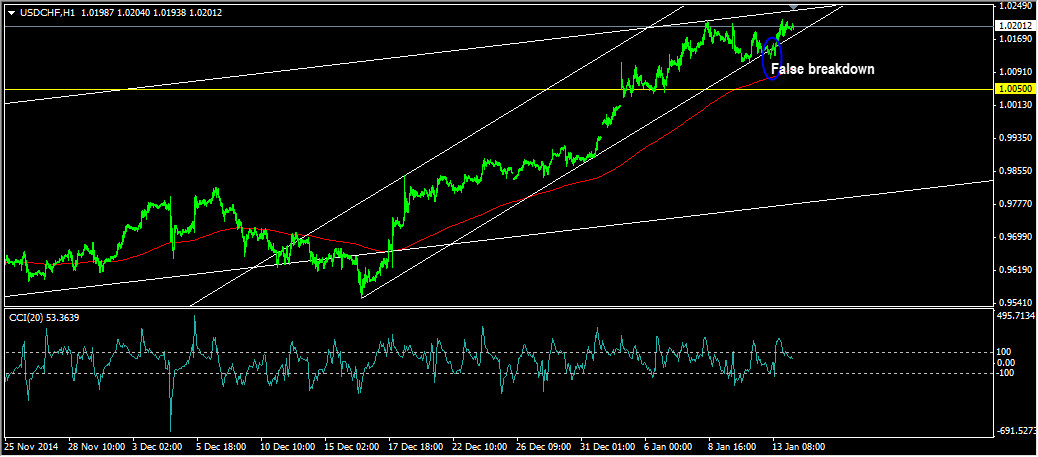 USDCHF,H1 1.01987 1.02040 1.01938 1.02012
1.02490
1.02012
1.01690
False breakdown
1.00910
1.00500
1.00130
0.99350
0.98550
0.97770
0.96990
0.96190
0.95410
CCI(20) 53.3639
495.7134
100
0.00
-100
-691.5273
25 Nov 2014
28 Nov 10:00
3 Dec 02:00
5 Dec 18:00
10 Dec 10:00
15 Dec 02:00
17 Dec 18:00
22 Dec 10:00
26 Dec 09:00
31 Dec 01:00
6 Jan 00:00
8 Jan 16:00
13 Jan 08:00